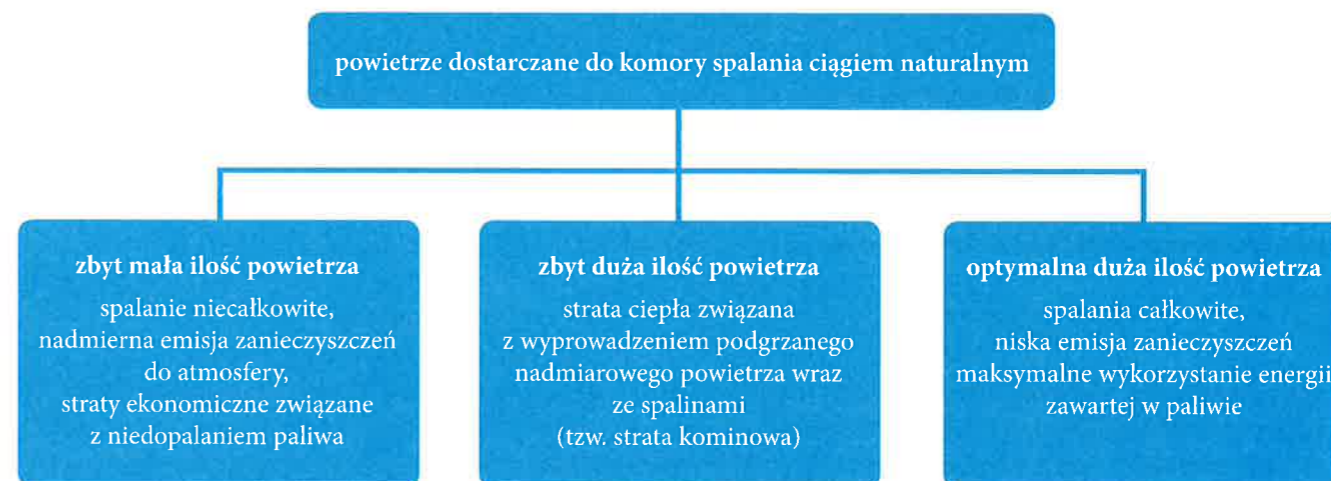 powietrze dostarczane do komory spalania ciągiem naturalnym
zbyt mała ilość powietrza
spalanie niecałkowite,
nadmierna emisja zanieczyszczeń
do atmosfery,
straty ekonomiczne związane
z niedopalaniem paliwa
zbyt duża ilość powietrza
strata ciepła związana
z wyprowadzeniem podgrzanego
nadmiarowego powietrza wraz
ze spalinami
(tzw. strata kominowa)
optymalna duża ilość powietrza
spalania całkowite,
niska emisja zanieczyszczeń
maksymalne wykorzystanie energii
zawartej w paliwie